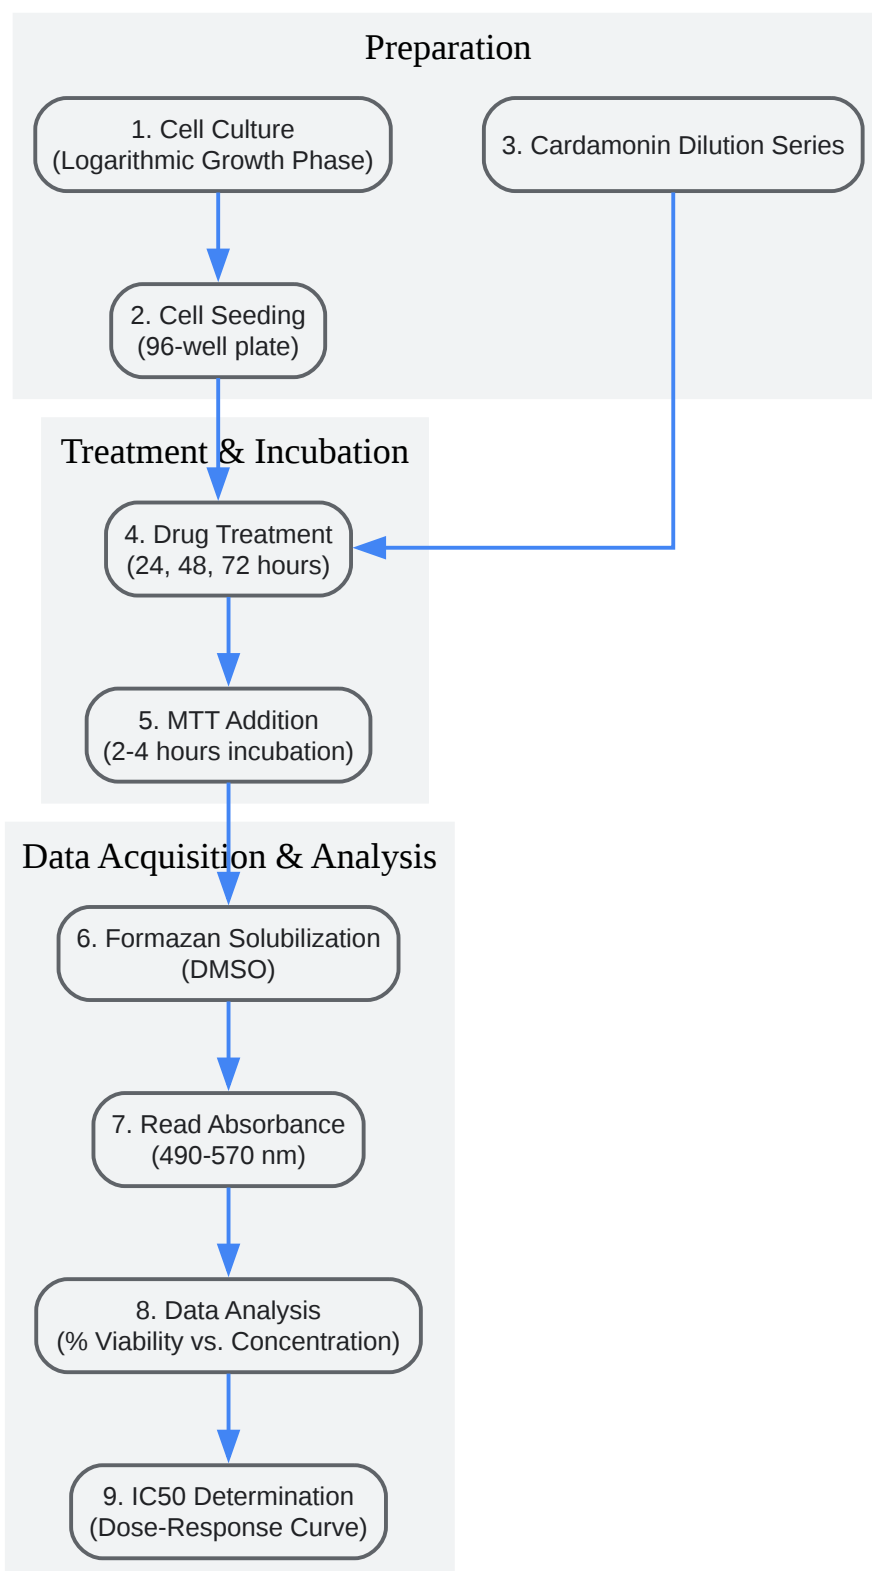 Preparation
1. Cell Culture
(Logarithmic Growth Phase)
3. Cardamonin Dilution Series
2. Cell Seeding
(96-well plate)
Treatment & Incubation
4. Drug Treatment
(24, 48, 72 hours)
5. MTT Addition
(2-4 hours incubation)
Data Acquisition & Analysis
6. Formazan Solubilization
(DMSO)
7. Read Absorbance
(490-570 nm)
8. Data Analysis
(% Viability vs. Concentration)
9. IC50 Determination
(Dose-Response Curve)